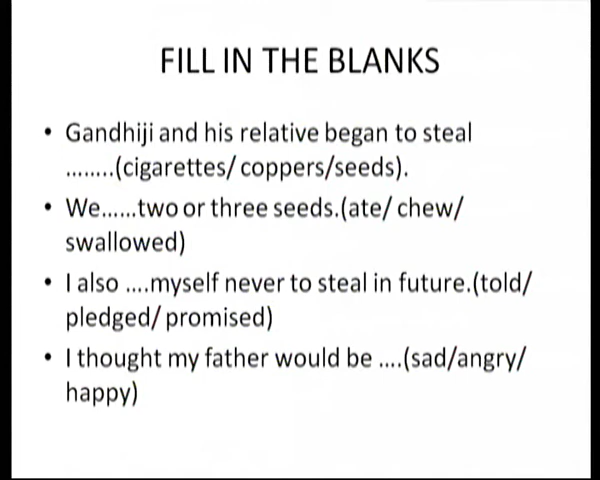 FILL IN THE BLANKS
• Gandhiji and his relative began to steal
........(cigarettes/ coppers/seeds).
• We......two or three seeds.(ate/ chew/
swallowed)
• I also ....myself never to steal in future.(told/
pledged/ promised)
• I thought my father would be ....(sad/angry/
happy)